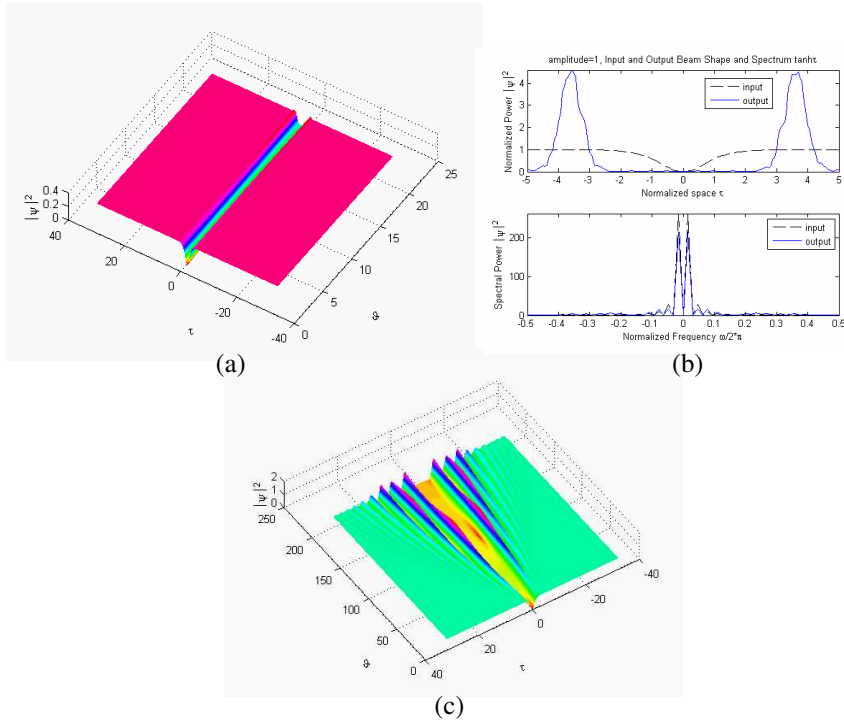 0.4
0.2
0
|ψ|²
40
20
0
-20
-40
τ
0
5
10
15
20
25
ϑ
(a)
amplitude=1, Input and Output Beam Shape and Spectrum tanhτ
Normalized Power |ψ|²
4
3
2
1
input
output
-5 -4 -3 -2 -1 0 1 2 3 4 5
Normalized space τ
Spectral Power |ψ|²
200
100
input
output
-0.5 -0.4 -0.3 -0.2 -0.1 0 0.1 0.2 0.3 0.4 0.5
Normalized Frequency ω/2*π
(b)
2
1
0
|ψ|²
250
200
150
100
50
0
ϑ
40
20
0
-20
-40
τ
(c)